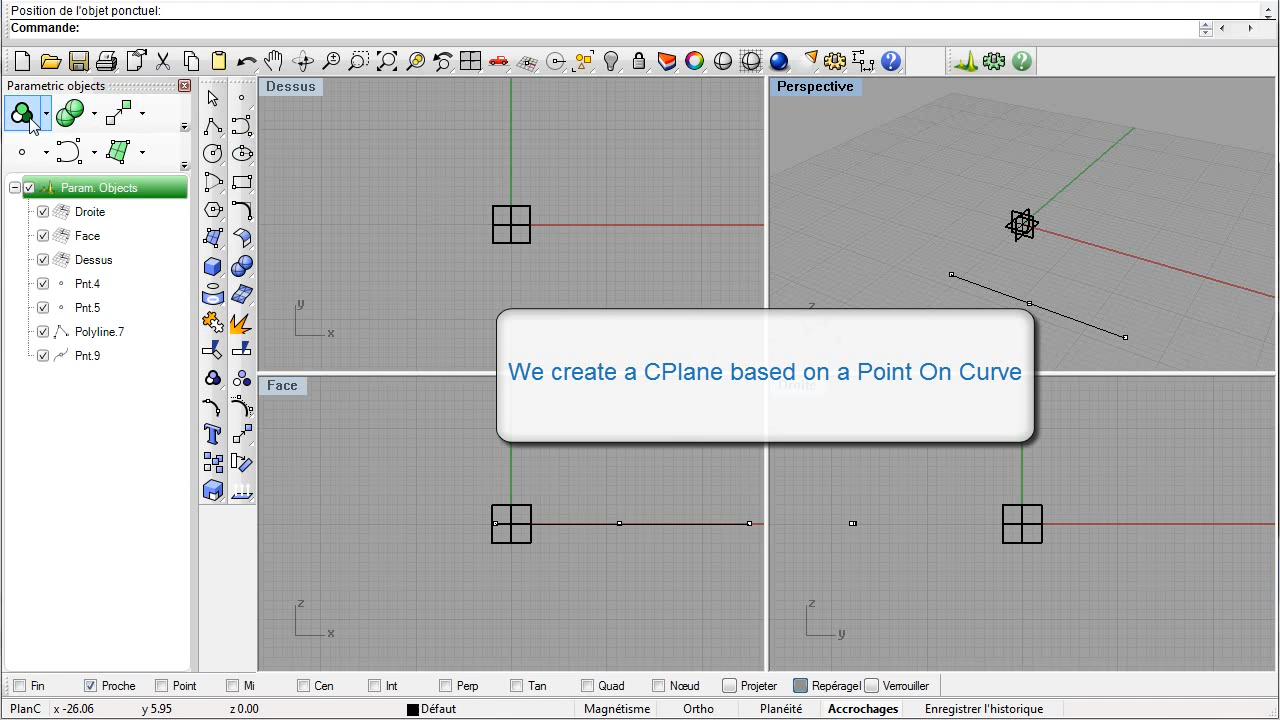 Position de l'objet ponctuel:
Commande:
Parametric objects
Param. Objects
Droite
Face
Dessus
Pnt.4
Pnt.5
Polyline.7
Pnt.9
Dessus
y
x
Perspective
z
We create a CPlane based on a Point On Curve
Face
z
x
z
y
Fin Proche Point Mi Cen Int Perp Tan Quad Nœud Projeter Repéragel Verrouiller
PlanC x -26.06 y 5.95 z 0.00 Défaut Magnétisme Ortho Planéité Accrochages Enregistrer l'historique